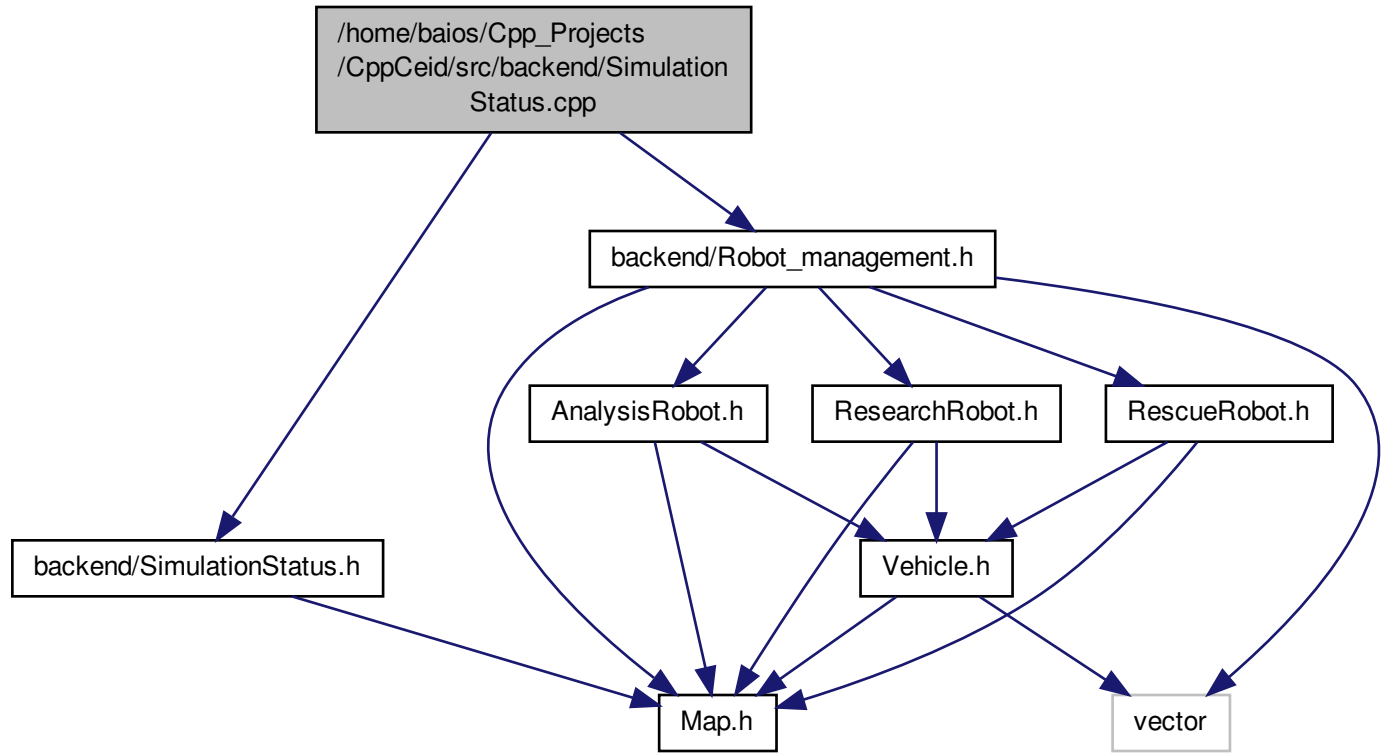 /home/baios/Cpp_Projects
/CppCeid/src/backend/Simulation
Status.cpp
backend/Robot_management.h
AnalysisRobot.h
ResearchRobot.h
RescueRobot.h
backend/SimulationStatus.h
Vehicle.h
Map.h
vector